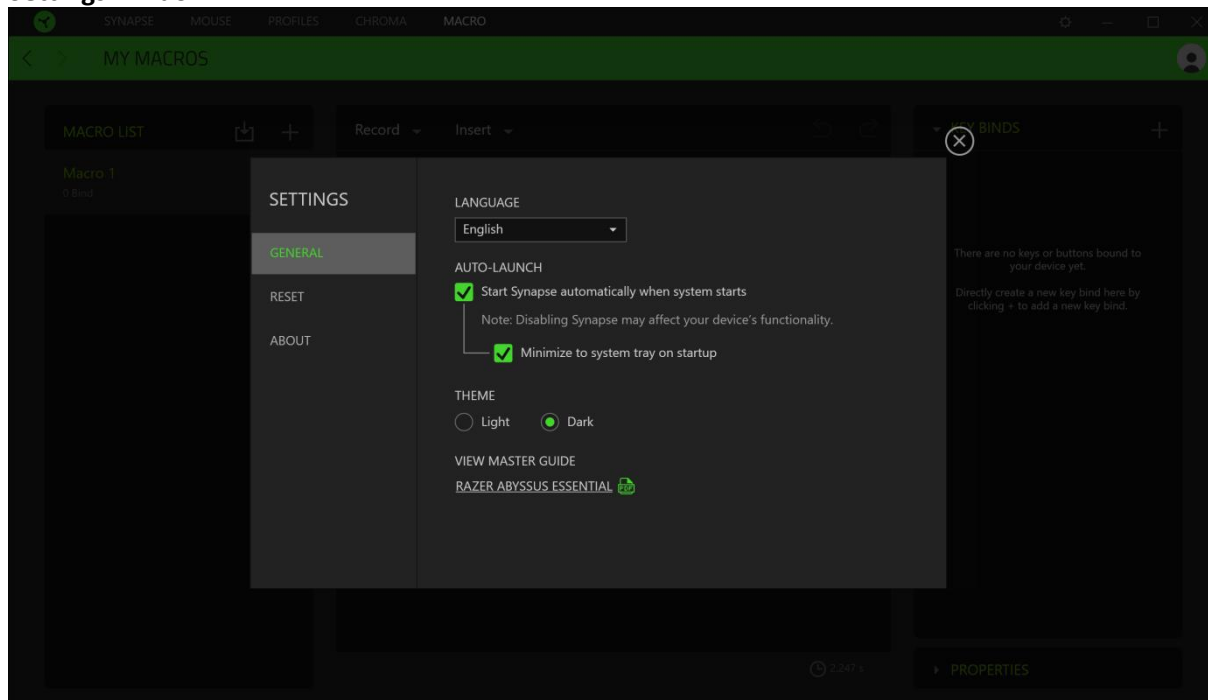 SYNAPSE MOUSE PROFILES CHROMA MACRO
MY MACROS
MACRO LIST
Record
Insert
KEY BINDS
Macro 1
0 Bind
SETTINGS
GENERAL
RESET
ABOUT
LANGUAGE
English
AUTO-LAUNCH
Start Synapse automatically when system starts
Note: Disabling Synapse may affect your device's functionality.
Minimize to system tray on startup
THEME
Light
Dark
VIEW MASTER GUIDE
RAZER ABYSSUS ESSENTIAL
PDF
There are no keys or buttons bound to
your device yet.
Directly create a new key bind here by
clicking + to add a new key bind.
2.247 s
PROPERTIES